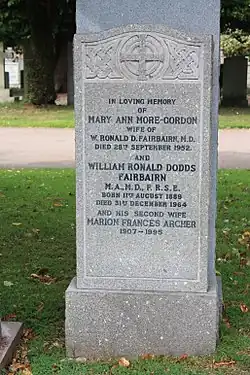 IN LOVING MEMORY
OF
MARY ANN MORE-GORDON
WIFE OF
W. RONALD D. FAIRBAIRN, M.D.
DIED 28TH SEPTEMBER 1952.
AND
WILLIAM RONALD DODDS
FAIRBAIRN
M.A., M.D., F.R.S.E.
BORN 11TH AUGUST 1889
DIED 31ST DECEMBER 1964
AND HIS SECOND WIFE
MARION FRANCES ARCHER
1907-1995